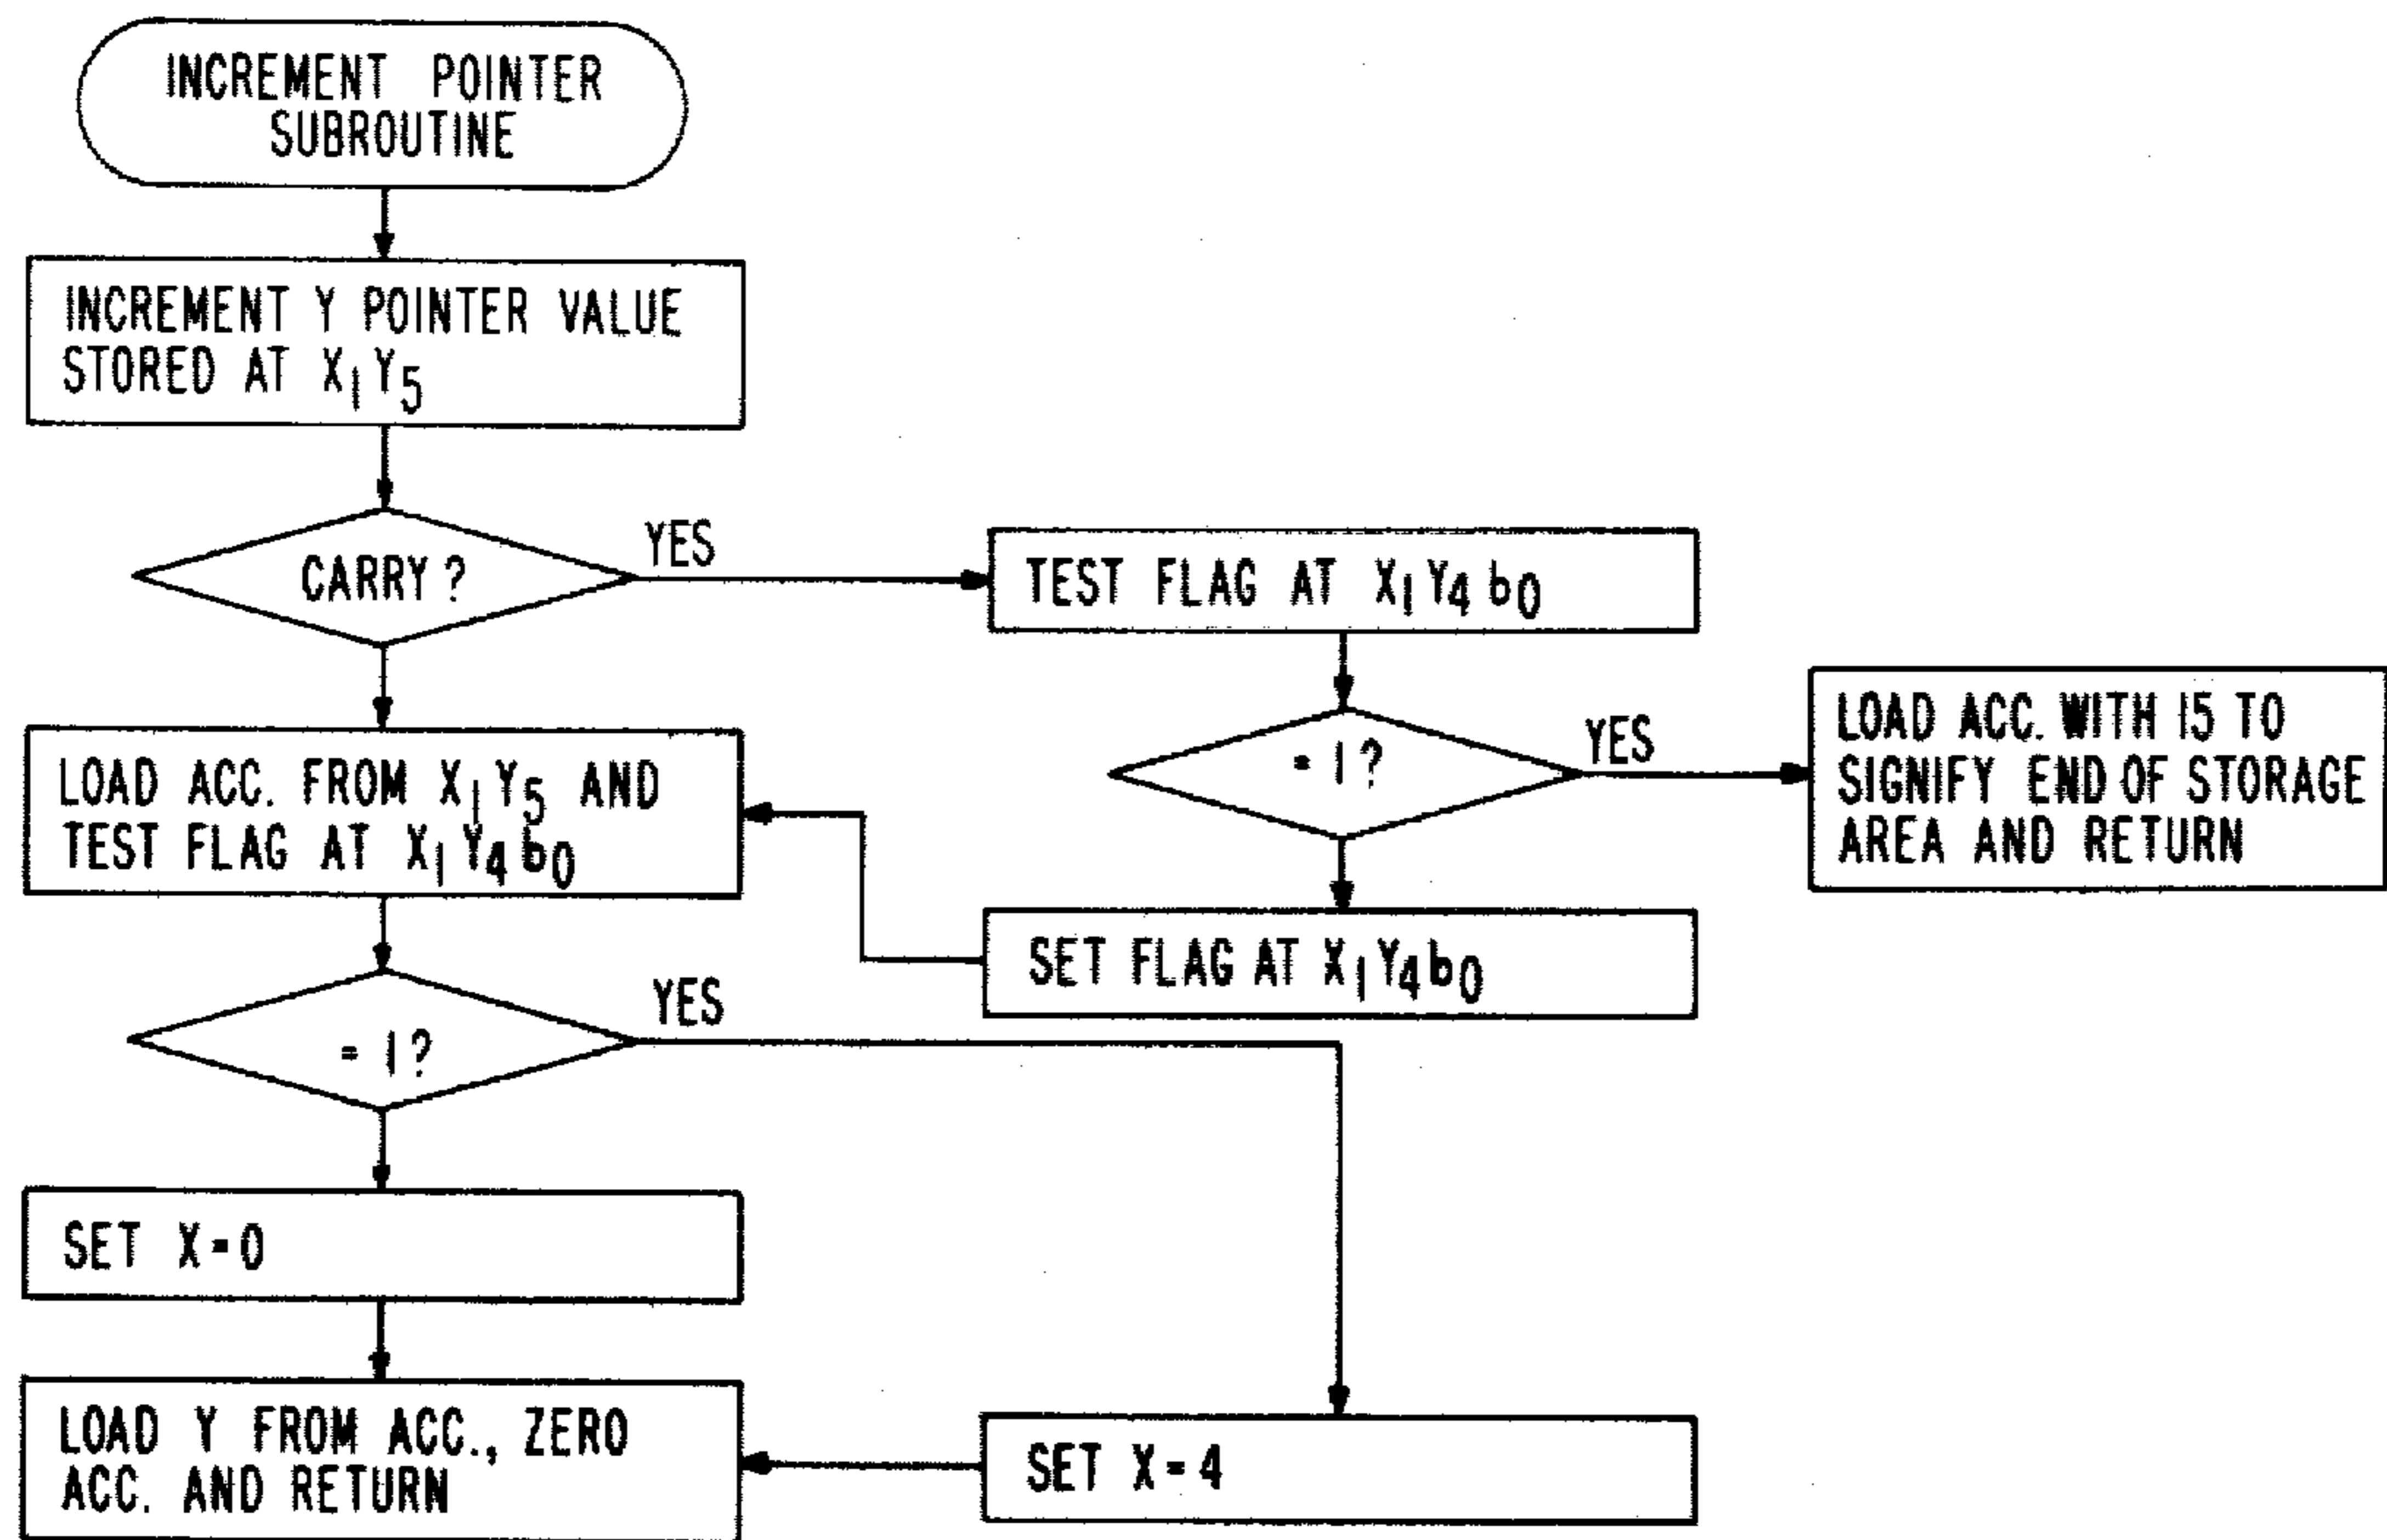 INCREMENT POINTER
SUBROUTINE
INCREMENT Y POINTER VALUE
STORED AT X₁Y₅
CARRY?
YES
TEST FLAG AT X₁Y₄b₀
= 1?
YES
LOAD ACC. WITH 15 TO
SIGNIFY END OF STORAGE
AREA AND RETURN
LOAD ACC. FROM X₁Y₅ AND
TEST FLAG AT X₁Y₄b₀
SET FLAG AT X₁Y₄b₀
= 1?
YES
SET X=0
LOAD Y FROM ACC., ZERO
ACC. AND RETURN
SET X=4